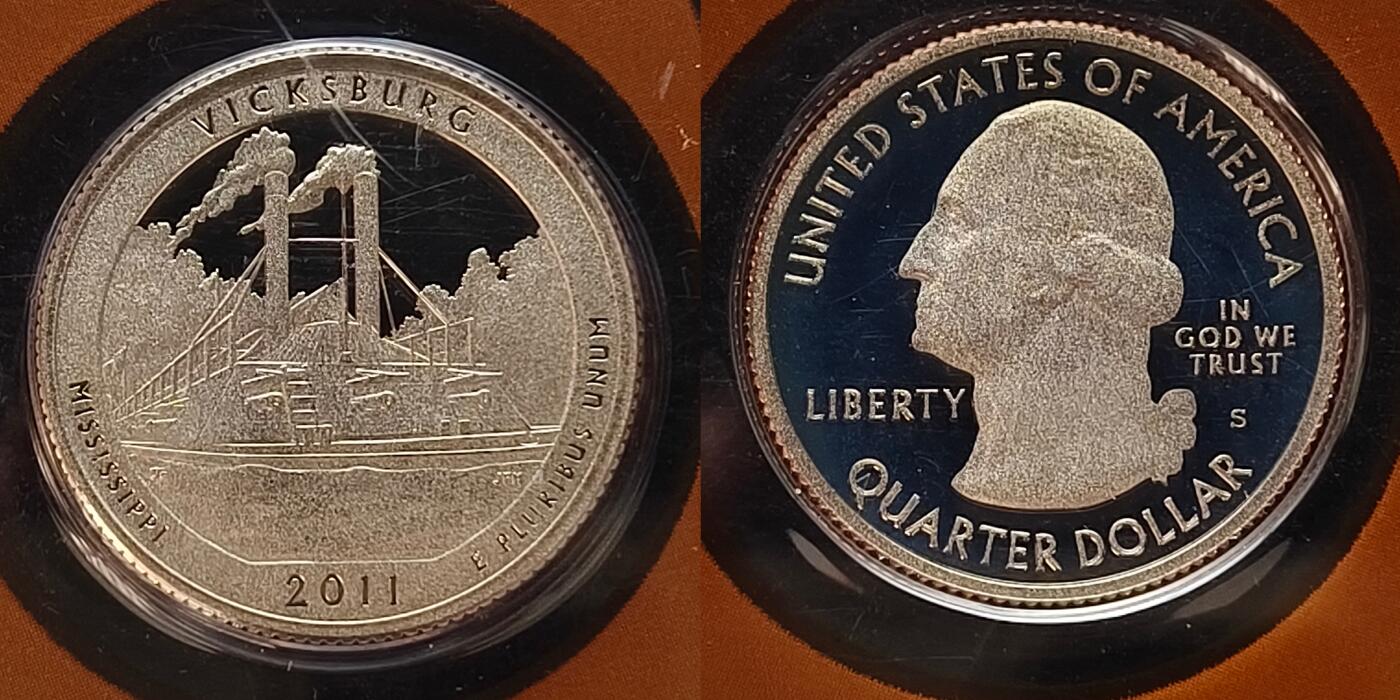 VICKSBURG
MISSISSIPPI
E PLURIBUS UNUM
2011
UNITED STATES OF AMERICA
IN
GOD WE
TRUST
LIBERTY
S
QUARTER DOLLAR